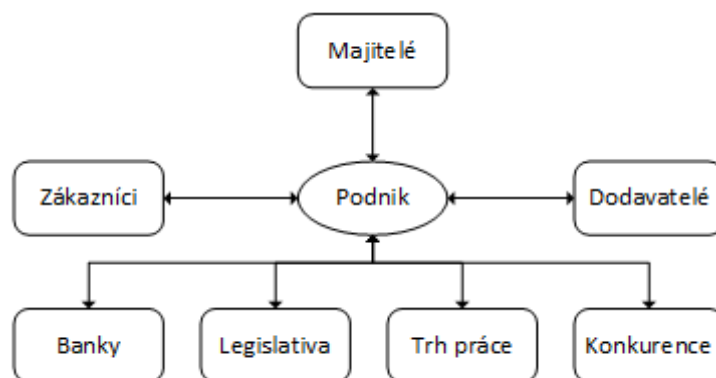 Majitelé
Zákazníci
Podnik
Dodavatelé
Banky
Legislativa
Trh práce
Konkurence